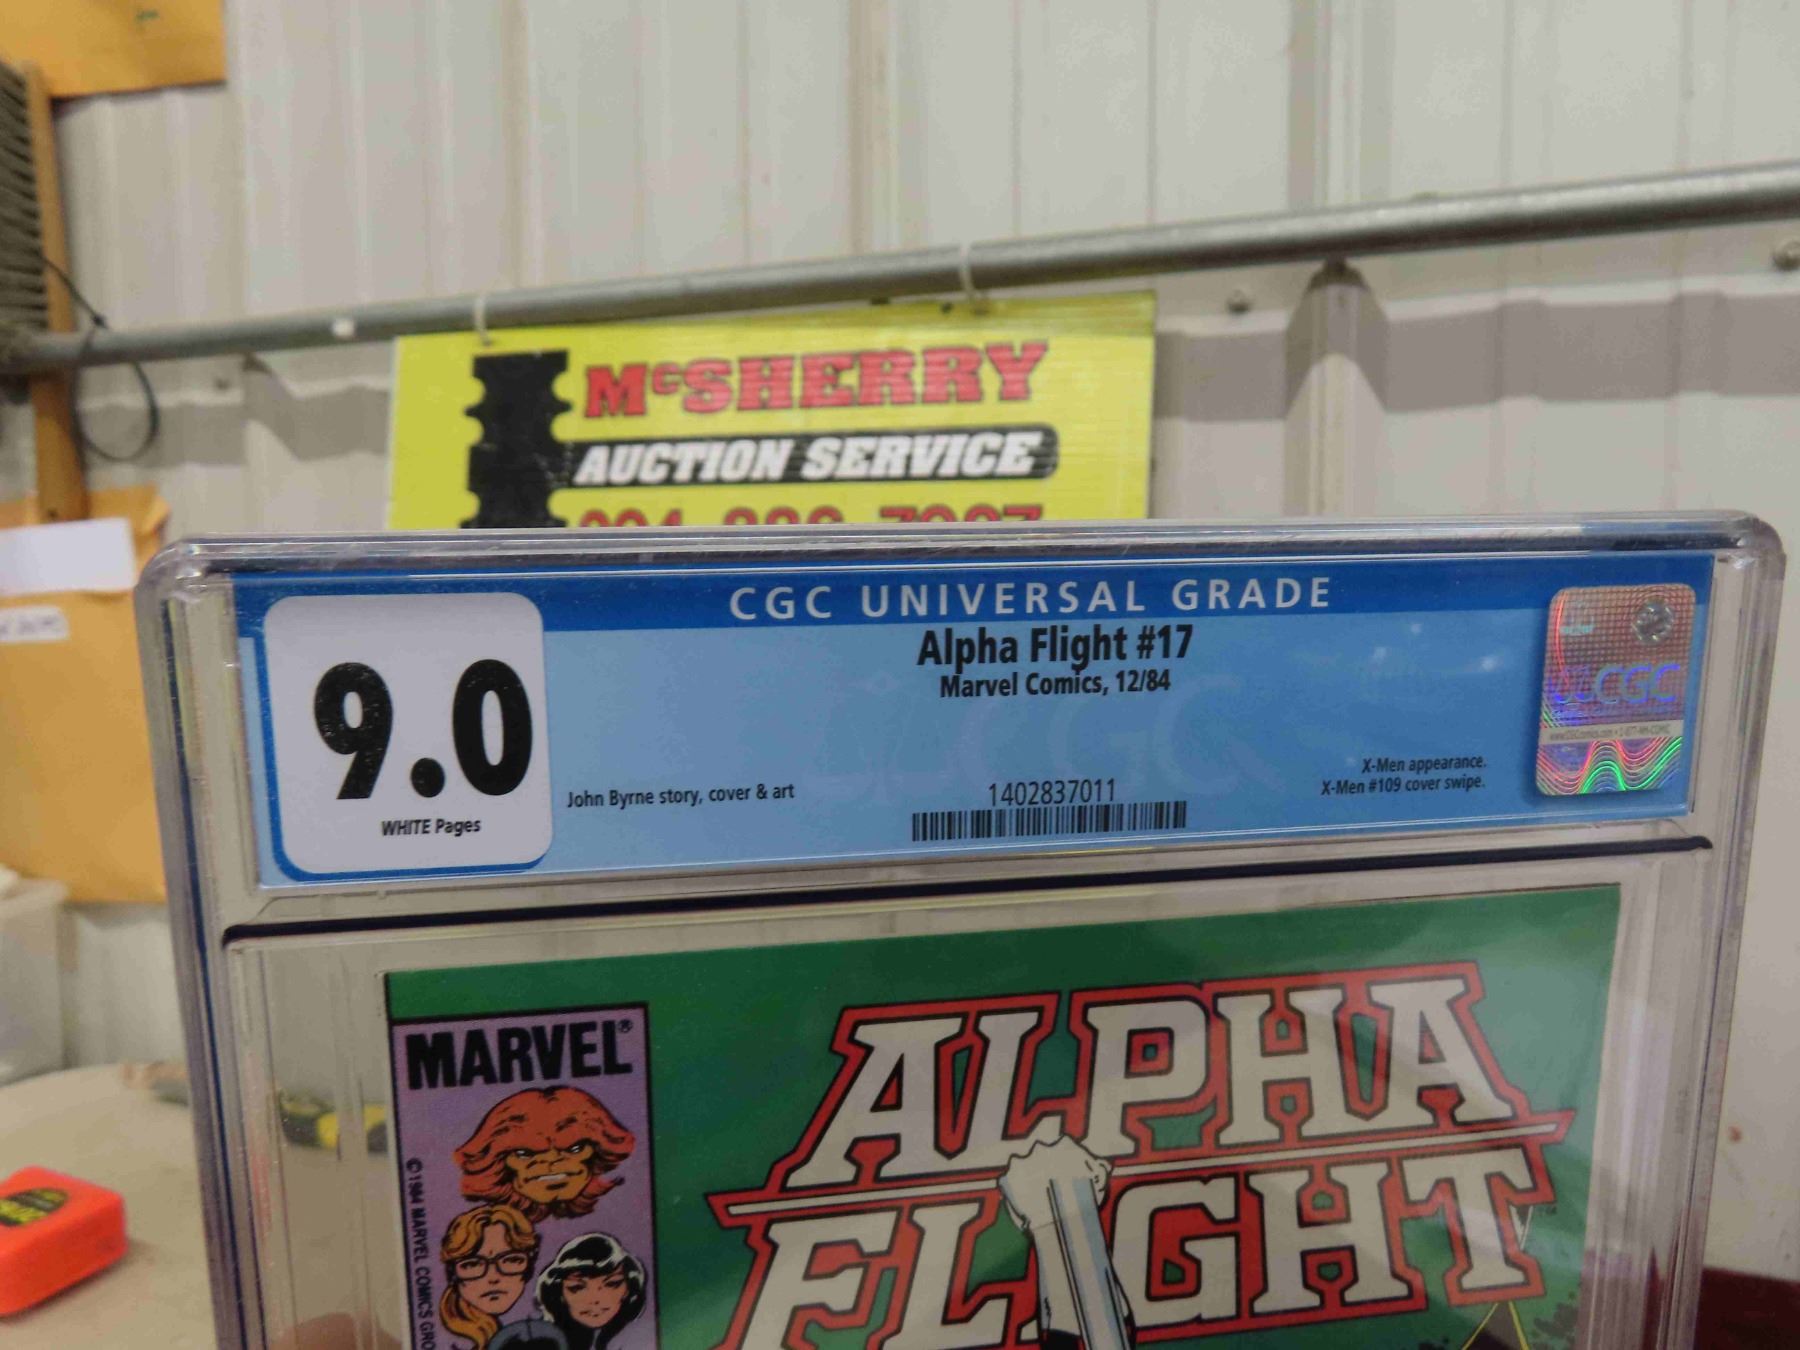 McSHERRY
AUCTION SERVICE
CGC UNIVERSAL GRADE
9.0
WHITE Pages
Alpha Flight #17
Marvel Comics, 12/84
John Byrne story, cover & art
1402837011
X-Men appearance.
X-Men #109 cover swipe.
CGC
MARVEL®
ALPHA
FLIGHT
©1984 MARVEL COMICS GRO